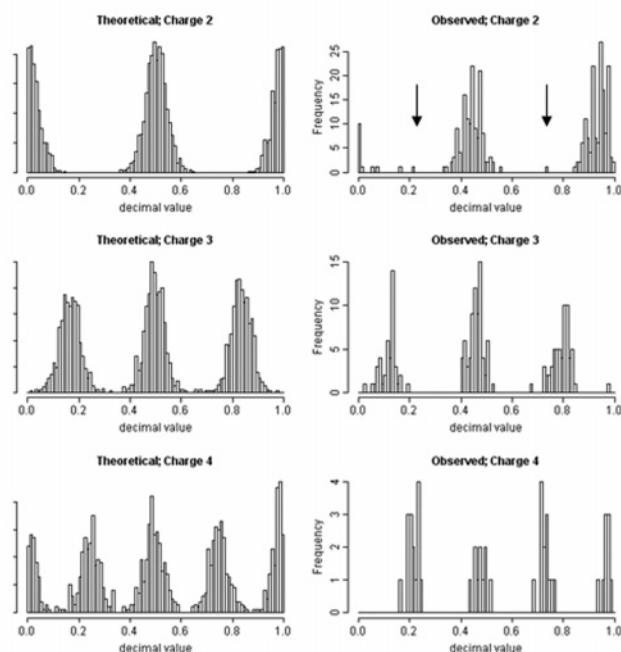 Theoretical; Charge 2
0.0 0.2 0.4 0.6 0.8 1.0
decimal value
Observed; Charge 2
Frequency
0 5 10 15 20 25
0.0 0.2 0.4 0.6 0.8 1.0
decimal value
Theoretical; Charge 3
0.0 0.2 0.4 0.6 0.8 1.0
decimal value
Observed; Charge 3
Frequency
0 5 10 15
0.0 0.2 0.4 0.6 0.8 1.0
decimal value
Theoretical; Charge 4
0.0 0.2 0.4 0.6 0.8 1.0
decimal value
Observed; Charge 4
Frequency
0 1 2 3 4
0.0 0.2 0.4 0.6 0.8 1.0
decimal value